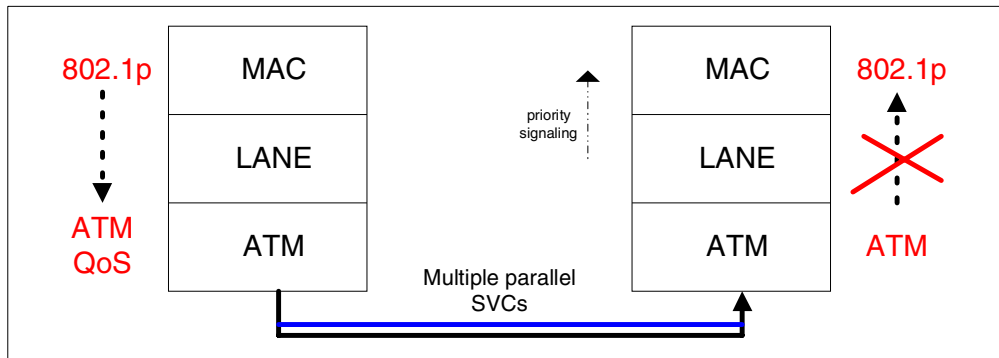 802.1p
MAC
LANE
ATM
ATM
QoS
priority
signaling
MAC
LANE
ATM
802.1p
ATM
Multiple parallel
SVCs